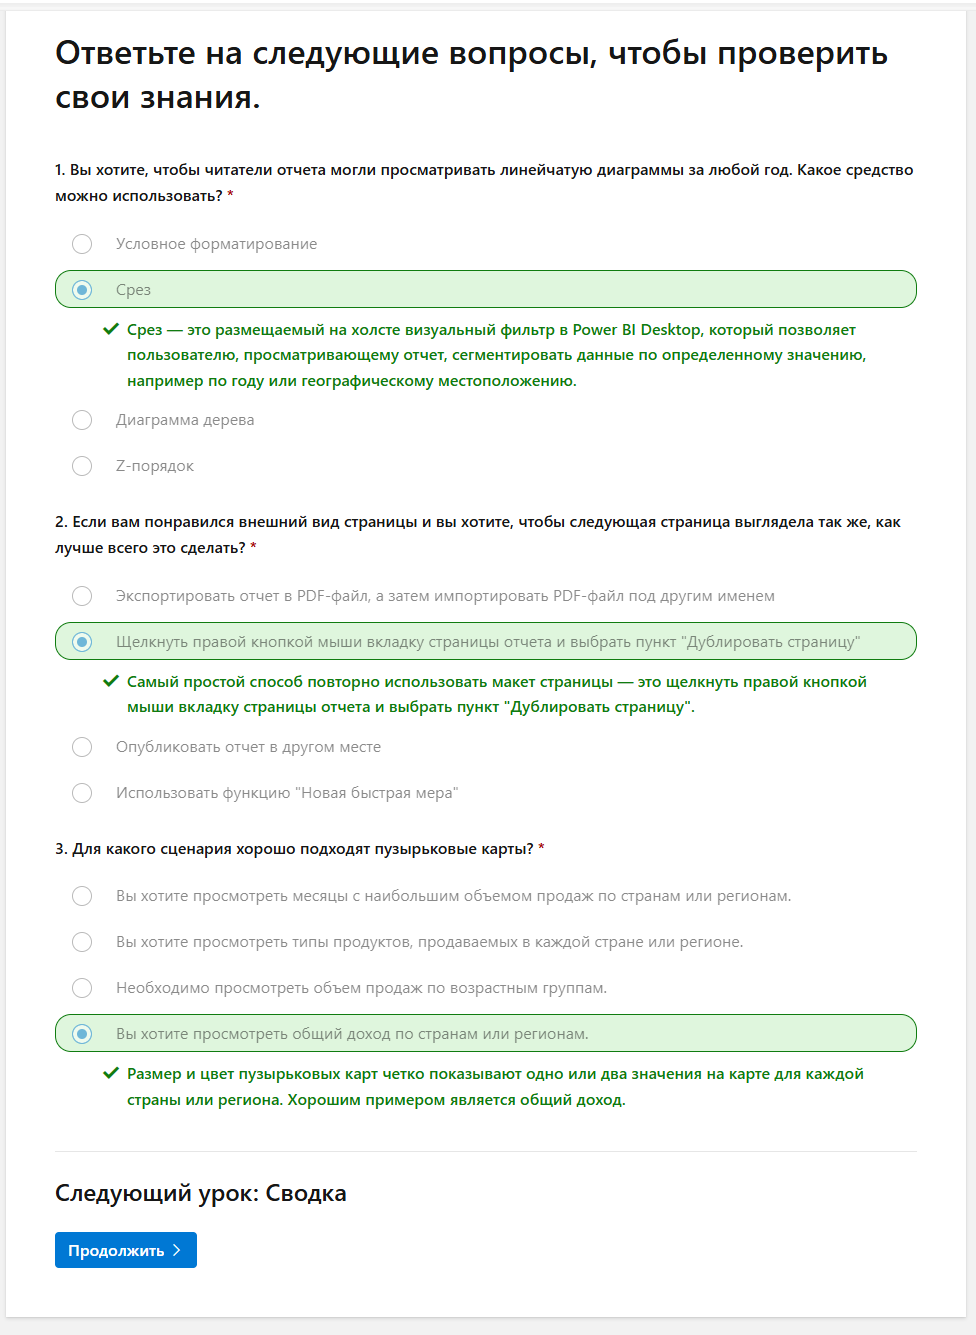 Ответьте на следующие вопросы, чтобы проверить
свои знания.
1. Вы хотите, чтобы читатели отчета могли просматривать линейчатую диаграммы за любой год. Какое средство
можно использовать? *
Условное форматирование
Срез
Срез — это размещаемый на холсте визуальный фильтр в Power BI Desktop, который позволяет
пользователю, просматривающему отчет, сегментировать данные по определенному значению,
например по году или географическому местоположению.
Диаграмма дерева
Z-порядок
2. Если вам понравился внешний вид страницы и вы хотите, чтобы следующая страница выглядела так же, как
лучше всего это сделать? *
Экспортировать отчет в PDF-файл, а затем импортировать PDF-файл под другим именем
Щелкнуть правой кнопкой мыши вкладку страницы отчета и выбрать пункт "Дублировать страницу"
Самый простой способ повторно использовать макет страницы — это щелкнуть правой кнопкой
мыши вкладку страницы отчета и выбрать пункт "Дублировать страницу".
Опубликовать отчет в другом месте
Использовать функцию "Новая быстрая мера"
3. Для какого сценария хорошо подходят пузырьковые карты? *
Вы хотите просмотреть месяцы с наибольшим объемом продаж по странам или регионам.
Вы хотите просмотреть типы продуктов, продаваемых в каждой стране или регионе.
Необходимо просмотреть объем продаж по возрастным группам.
Вы хотите просмотреть общий доход по странам или регионам.
Размер и цвет пузырьковых карт четко показывают одно или два значения на карте для каждой
страны или региона. Хорошим примером является общий доход.
Следующий урок: Сводка
Продолжить